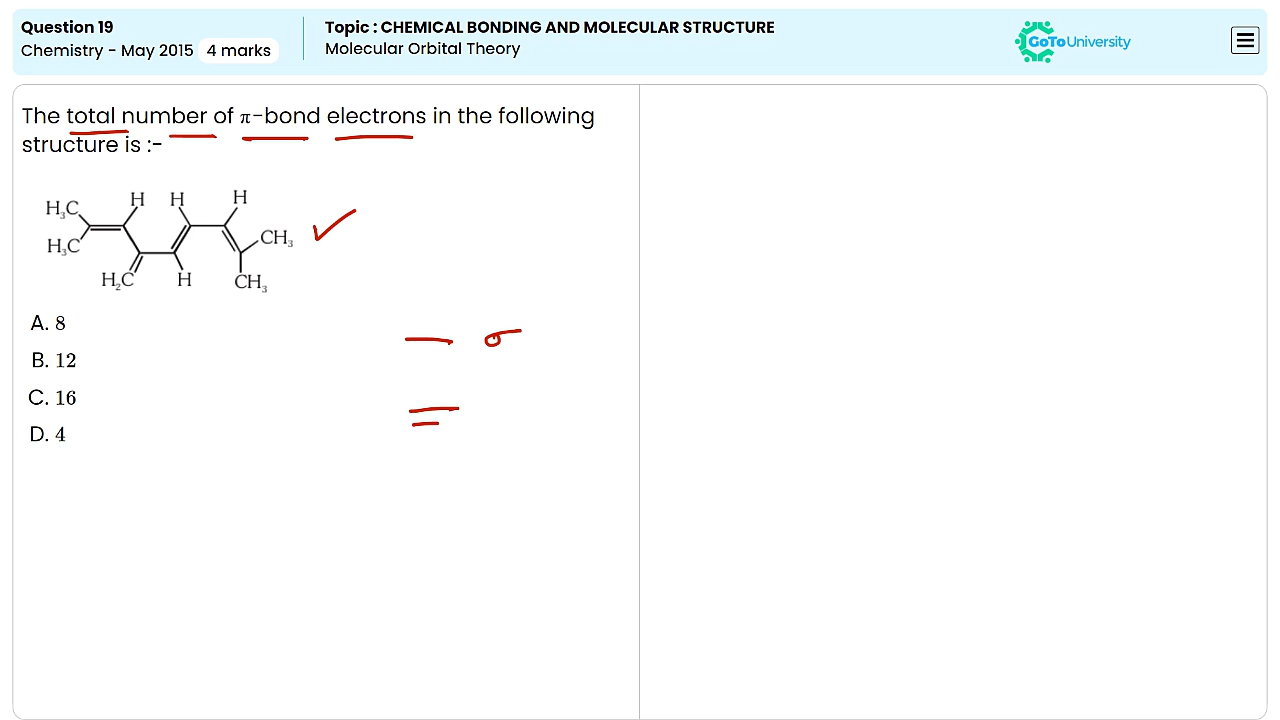 Question 19
Chemistry - May 2015 4 marks
Topic : CHEMICAL BONDING AND MOLECULAR STRUCTURE
Molecular Orbital Theory
GoToUniversity
The total number of π-bond electrons in the following
structure is :-
H H H
H₃C
H₃C CH₃
H₂C H CH₃
A. 8
B. 12
C. 16
D. 4
σ